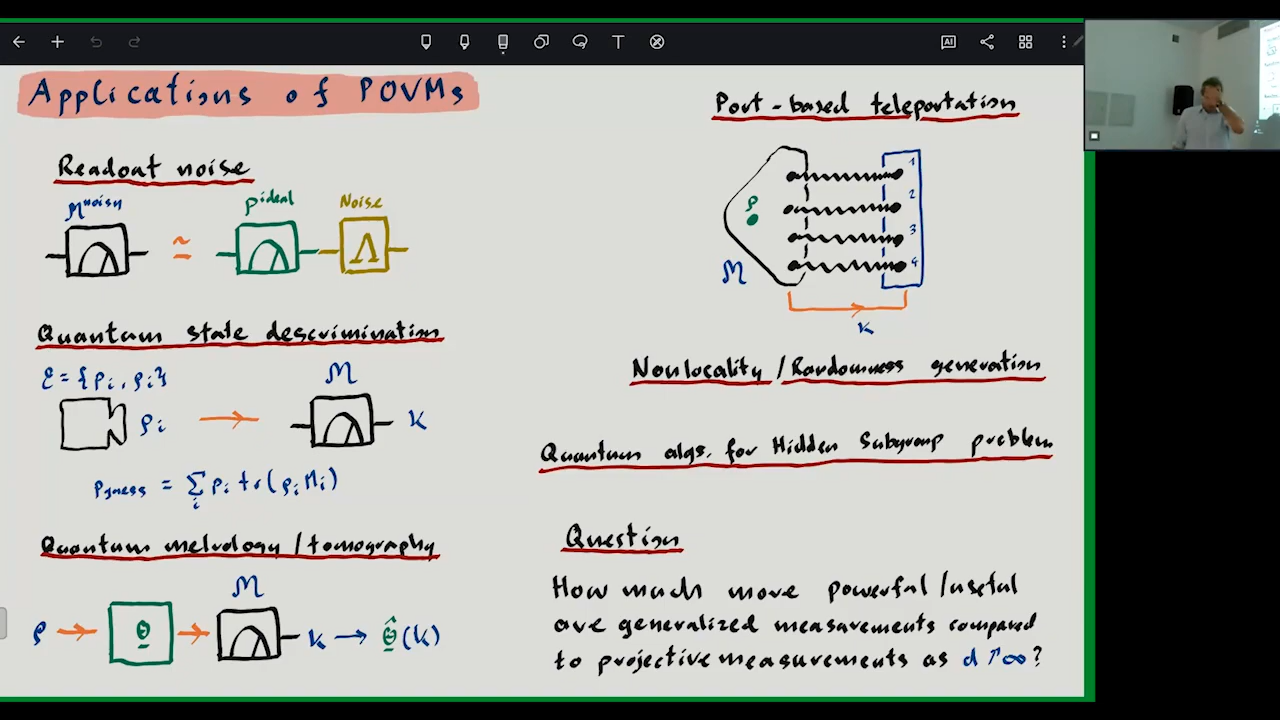 Applications of POVMs
Readout noise
M^noisy ≃ P^ideal Noise
Λ
Quantum state descrimination
ℰ = {p_i, ρ_i}
ρ_i → M k
p_guess = Σ_i p_i tr(ρ_i M_i)
Quantum metrology / tomography
M
ρ → θ → k → θ̂(k)
Port-based teleportation
ρ
1
2
3
4
M
k
Nonlocality / Randomness generation
Quantum algs. for Hidden Subgroup problem
Question
How much more powerful / useful
are generalized measurements compared
to projective measurements as d↗∞?
AI
T